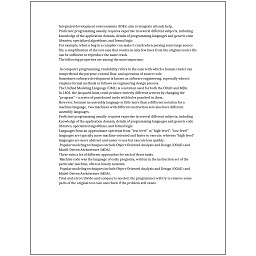 Integrated development environments (IDEs) aim to integrate all such help.
Proficient programming usually requires expertise in several different subjects, including
knowledge of the application domain, details of programming languages and generic code
libraries, specialized algorithms, and formal logic.
For example, when a bug in a compiler can make it crash when parsing some large source
file, a simplification of the test case that results in only few lines from the original source file
can be sufficient to reproduce the same crash.
The following properties are among the most important:
It computer programming, readability refers to the ease with which a human reader can
comprehend the purpose, control flow, and operation of source code.
Sometimes software development is known as software engineering, especially when it
employs formal methods or follows an engineering design process.
The Unified Modeling Language (UML) is a notation used for both the OOAD and MDA.
In 1801, the Jacquard loom could produce entirely different weaves by changing the
"program" – a series of pasteboard cards with holes punched in them.
However, because an assembly language is little more than a different notation for a
machine language, two machines with different instruction sets also have different
assembly languages.
Proficient programming usually requires expertise in several different subjects, including
knowledge of the application domain, details of programming languages and generic code
libraries, specialized algorithms, and formal logic.
Languages form an approximate spectrum from "low-level" to "high-level"; "low-level"
languages are typically more machine-oriented and faster to execute, whereas "high-level"
languages are more abstract and easier to use but execute less quickly.
Popular modeling techniques include Object-Oriented Analysis and Design (OOAD) and
Model-Driven Architecture (MDA).
There exist a lot of different approaches for each of those tasks.
Machine code was the language of early programs, written in the instruction set of the
particular machine, often in binary notation.
Popular modeling techniques include Object-Oriented Analysis and Design (OOAD) and
Model-Driven Architecture (MDA).
Trial-and-error/divide-and-conquer is needed: the programmer will try to remove some
parts of the original test case and check if the problem still exists.